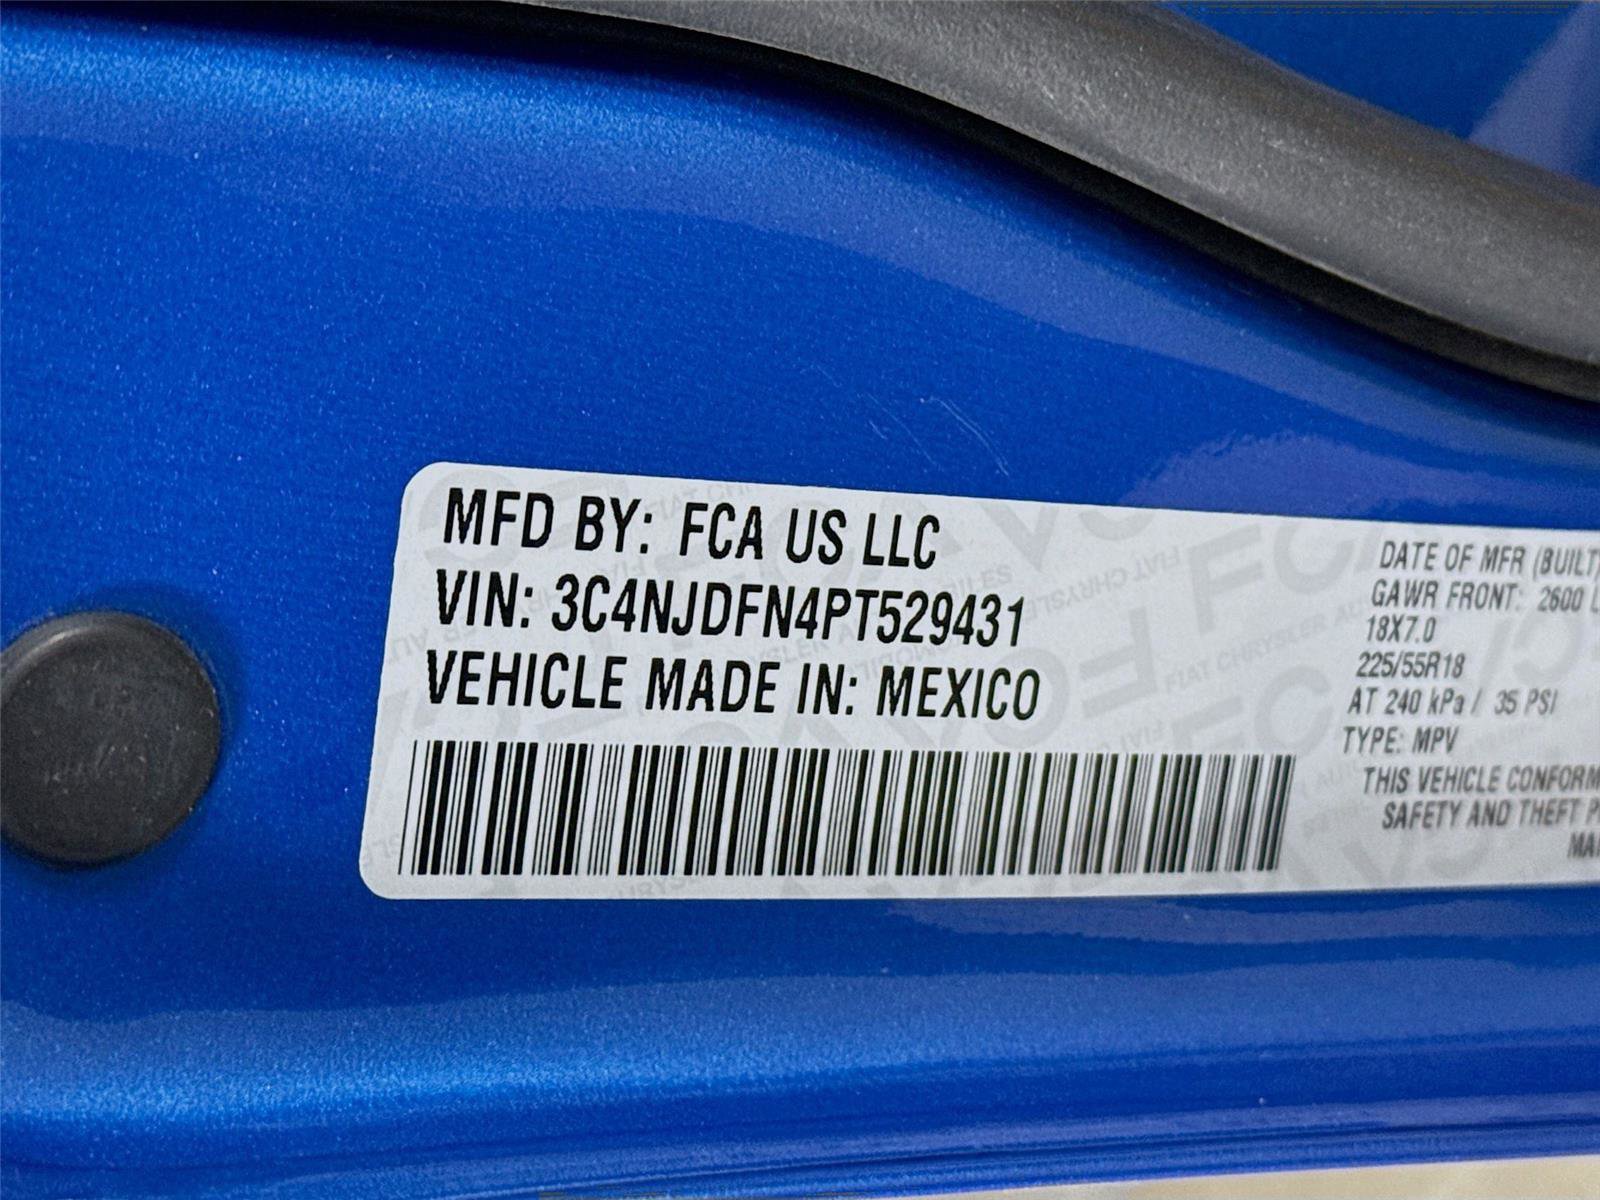 MFD BY: FCA US LLC
VIN: 3C4NJDFN4PT529431
VEHICLE MADE IN: MEXICO
DATE OF MFR (BUILT)
GAWR FRONT: 2600 L
18X7.0
225/55R18
AT 240 kPa / 35 PSI
TYPE: MPV
THIS VEHICLE CONFORM
SAFETY AND THEFT P
MA